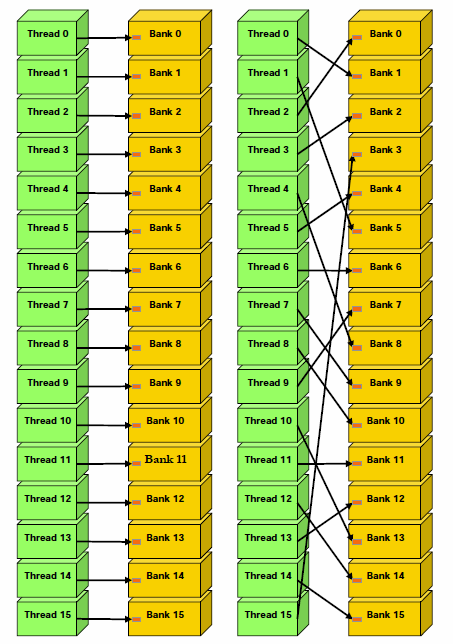 Thread 0 Bank 0 Thread 0 Bank 0
Thread 1 Bank 1 Thread 1 Bank 1
Thread 2 Bank 2 Thread 2 Bank 2
Thread 3 Bank 3 Thread 3 Bank 3
Thread 4 Bank 4 Thread 4 Bank 4
Thread 5 Bank 5 Thread 5 Bank 5
Thread 6 Bank 6 Thread 6 Bank 6
Thread 7 Bank 7 Thread 7 Bank 7
Thread 8 Bank 8 Thread 8 Bank 8
Thread 9 Bank 9 Thread 9 Bank 9
Thread 10 Bank 10 Thread 10 Bank 10
Thread 11 Bank 11 Thread 11 Bank 11
Thread 12 Bank 12 Thread 12 Bank 12
Thread 13 Bank 13 Thread 13 Bank 13
Thread 14 Bank 14 Thread 14 Bank 14
Thread 15 Bank 15 Thread 15 Bank 15